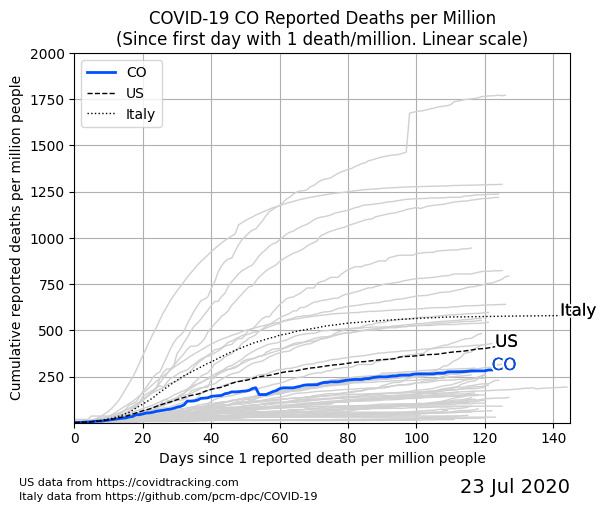 COVID-19 CO Reported Deaths per Million
(Since first day with 1 death/million. Linear scale)
CO
US
Italy
Cumulative reported deaths per million people
2000
1750
1500
1250
1000
750
500
250
Italy
US
CO
0 20 40 60 80 100 120 140
Days since 1 reported death per million people
US data from https://covidtracking.com
Italy data from https://github.com/pcm-dpc/COVID-19
23 Jul 2020